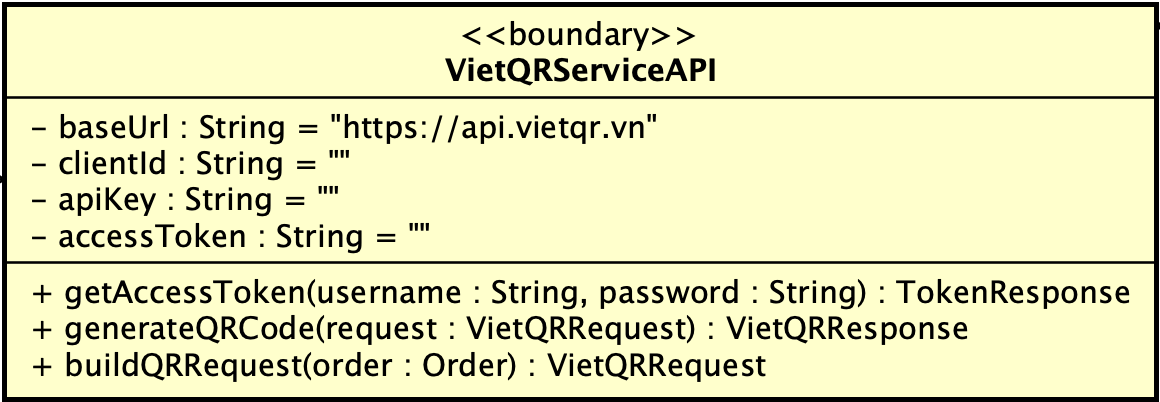 <<boundary>>
VietQRServiceAPI
- baseUrl : String = "https://api.vietqr.vn"
- clientId : String = ""
- apiKey : String = ""
- accessToken : String = ""
+ getAccessToken(username : String, password : String) : TokenResponse
+ generateQRCode(request : VietQRRequest) : VietQRResponse
+ buildQRRequest(order : Order) : VietQRRequest